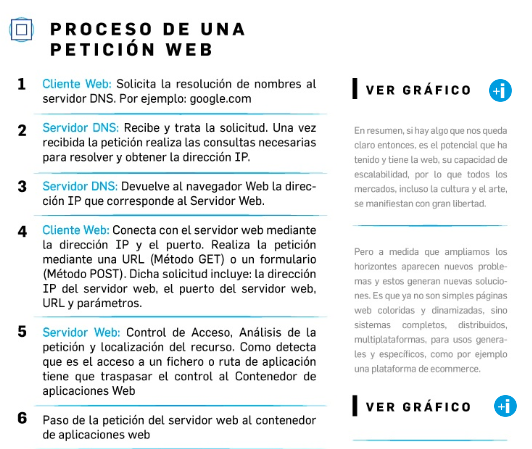 PROCESO DE UNA
PETICIÓN WEB
1 Cliente Web: Solicita la resolución de nombres al
servidor DNS. Por ejemplo: google.com
2 Servidor DNS: Recibe y trata la solicitud. Una vez
recibida la petición realiza las consultas necesarias
para resolver y obtener la dirección IP.
3 Servidor DNS: Devuelve al navegador Web la direc-
ción IP que corresponde al Servidor Web.
4 Cliente Web: Conecta con el servidor web mediante
la dirección IP y el puerto. Realiza la petición
mediante una URL (Método GET) o un formulario
(Método POST). Dicha solicitud incluye: la dirección
IP del servidor web, el puerto del servidor web,
URL y parámetros.
5 Servidor Web: Control de Acceso, Análisis de la
petición y localización del recurso. Como detecta
que es el acceso a un fichero o ruta de aplicación
tiene que traspasar el control al Contenedor de
aplicaciones Web
6 Paso de la petición del servidor web al contenedor
de aplicaciones web
VER GRÁFICO +i
En resumen, si hay algo que nos queda
claro entonces, es el potencial que ha
tenido y tiene la web, su capacidad de
escalabilidad, por lo que todos los
mercados, incluso la cultura y el arte,
se manifiestan con gran libertad.
Pero a medida que ampliamos los
horizontes aparecen nuevos proble-
mas y estos generan nuevas solucio-
nes. Es que ya no son simples páginas
web coloridas y dinamizadas, sino
sistemas completos, distribuidos,
multiplataformas, para usos genera-
les y específicos, como por ejemplo
una plataforma de ecommerce.
VER GRÁFICO +i